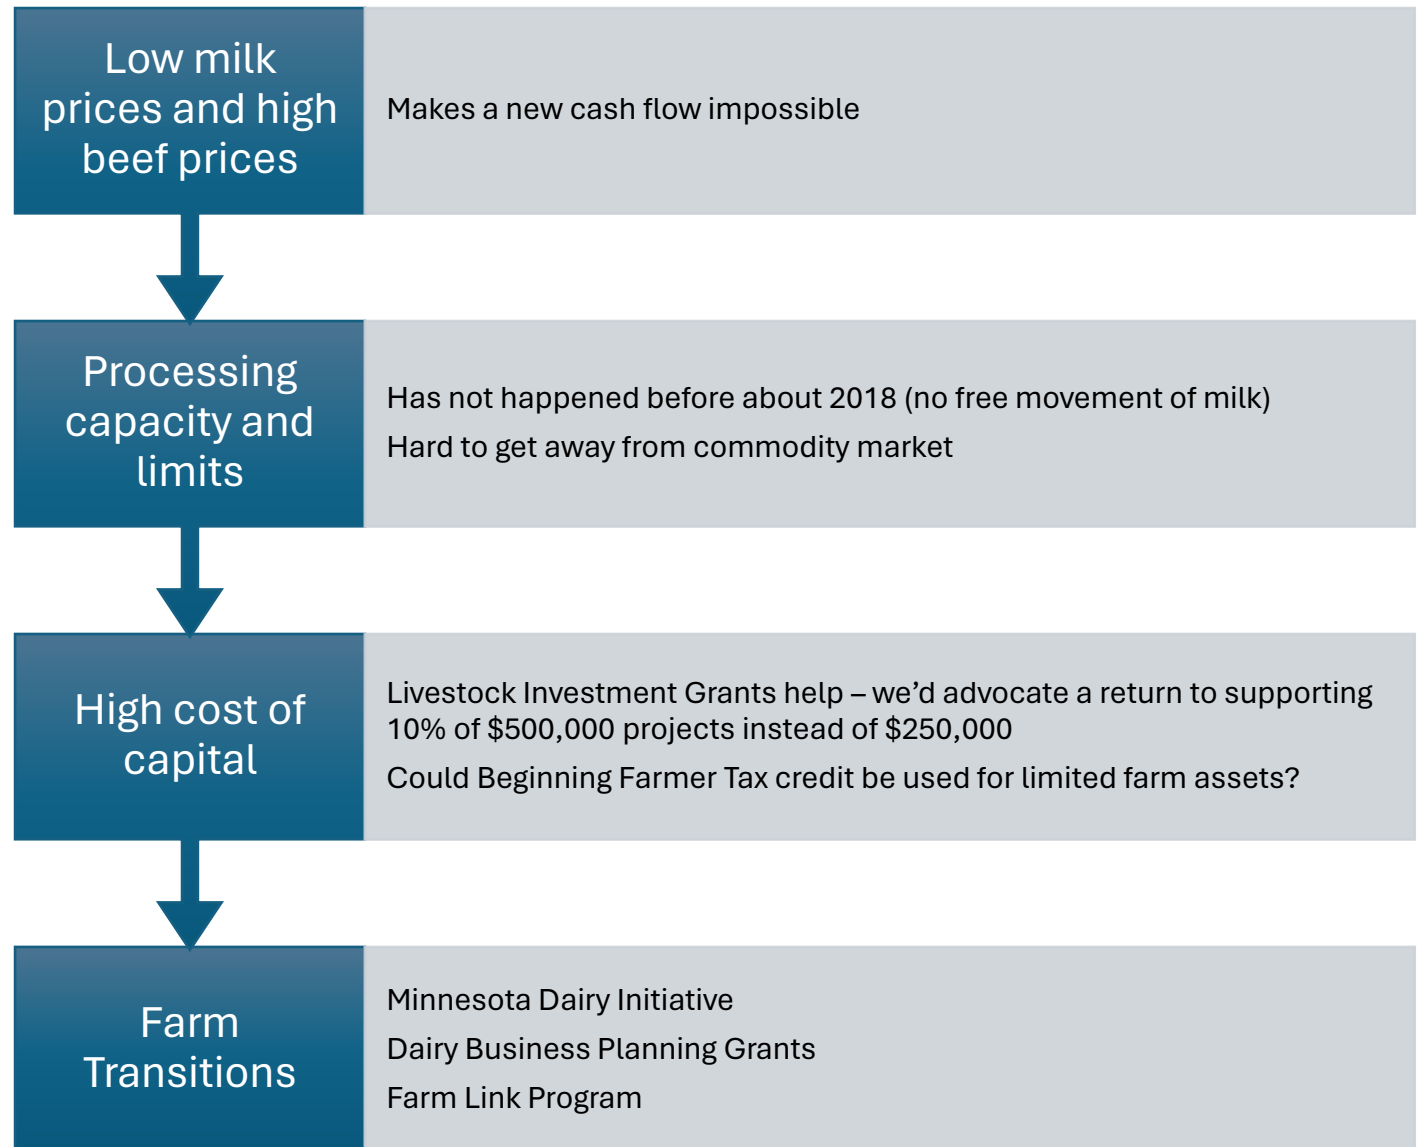 Low milk
prices and high
beef prices
Makes a new cash flow impossible
Processing
capacity and
limits
Has not happened before about 2018 (no free movement of milk)
Hard to get away from commodity market
High cost of
capital
Livestock Investment Grants help – we’d advocate a return to supporting
10% of $500,000 projects instead of $250,000
Could Beginning Farmer Tax credit be used for limited farm assets?
Farm
Transitions
Minnesota Dairy Initiative
Dairy Business Planning Grants
Farm Link Program